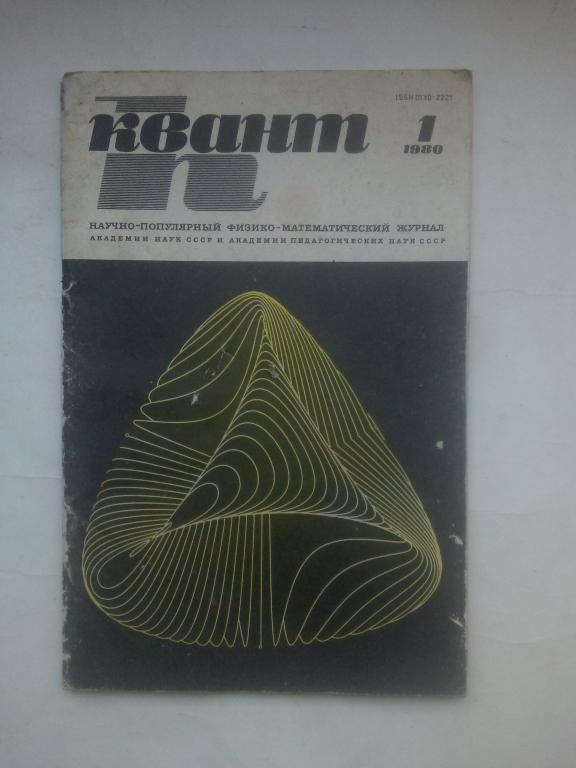 ISSN 0130-2221
квант
1
1980
h
НАУЧНО-ПОПУЛЯРНЫЙ ФИЗИКО-МАТЕМАТИЧЕСКИЙ ЖУРНАЛ
АКАДЕМИИ НАУК СССР И АКАДЕМИИ ПЕДАГОГИЧЕСКИХ НАУК СССР